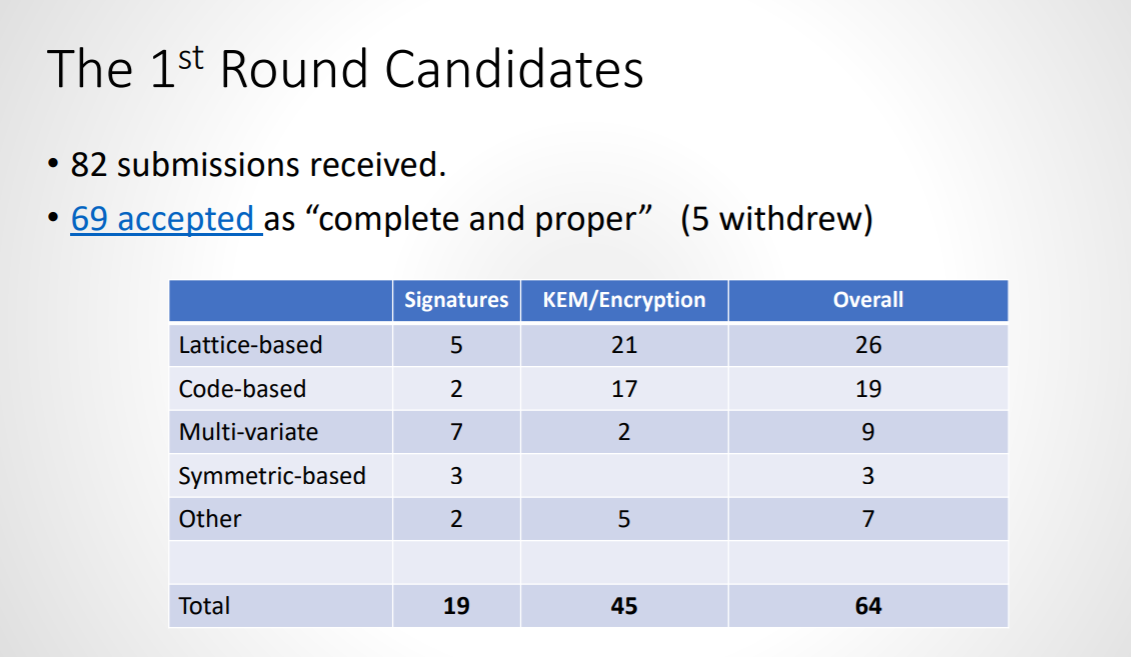 The 1st Round Candidates
• 82 submissions received.
• 69 accepted as “complete and proper” (5 withdrew)
Signatures KEM/Encryption Overall
Lattice-based 5 21 26
Code-based 2 17 19
Multi-variate 7 2 9
Symmetric-based 3 3
Other 2 5 7
Total 19 45 64